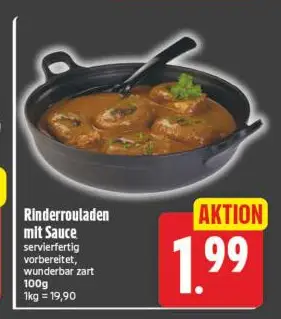 Rinderrouladen
mit Sauce
servierfertig
vorbereitet,
wunderbar zart
100g
1kg = 19,90
AKTION
1.99